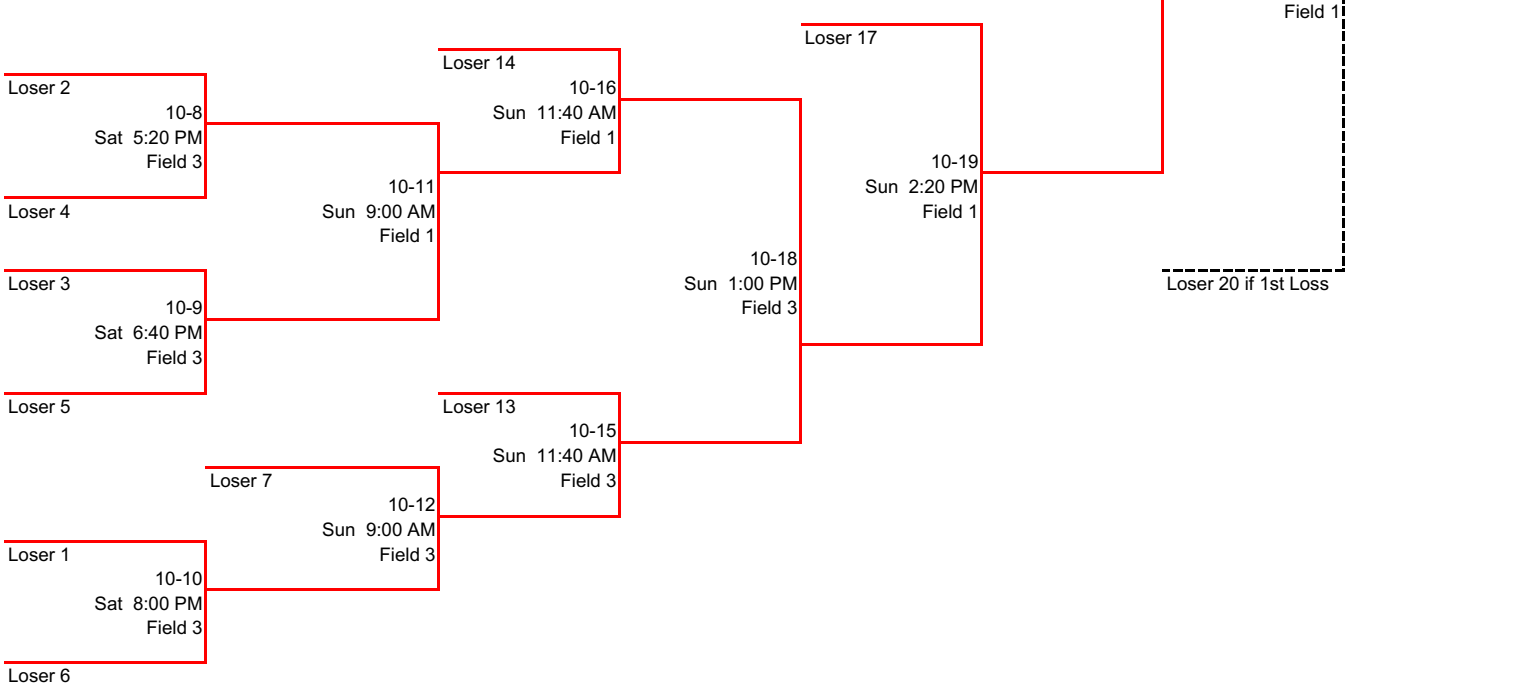 Field 1
Loser 17
Loser 14
10-16
Sun 11:40 AM
Field 1
Loser 2
10-8
Sat 5:20 PM
Field 3
Loser 4
10-11
Sun 9:00 AM
Field 1
10-19
Sun 2:20 PM
Field 1
Loser 3
10-9
Sat 6:40 PM
Field 3
Loser 5
10-18
Sun 1:00 PM
Field 3
Loser 20 if 1st Loss
Loser 13
10-15
Sun 11:40 AM
Field 3
Loser 7
10-12
Sun 9:00 AM
Field 3
Loser 1
10-10
Sat 8:00 PM
Field 3
Loser 6